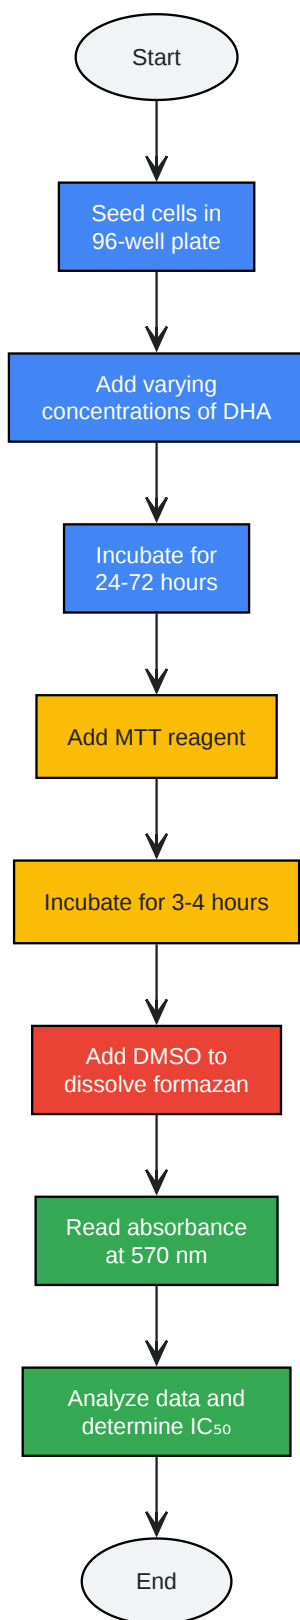 Start
Seed cells in
96-well plate
Add varying
concentrations of DHA
Incubate for
24-72 hours
Add MTT reagent
Incubate for 3-4 hours
Add DMSO to
dissolve formazan
Read absorbance
at 570 nm
Analyze data and
determine IC₅₀
End